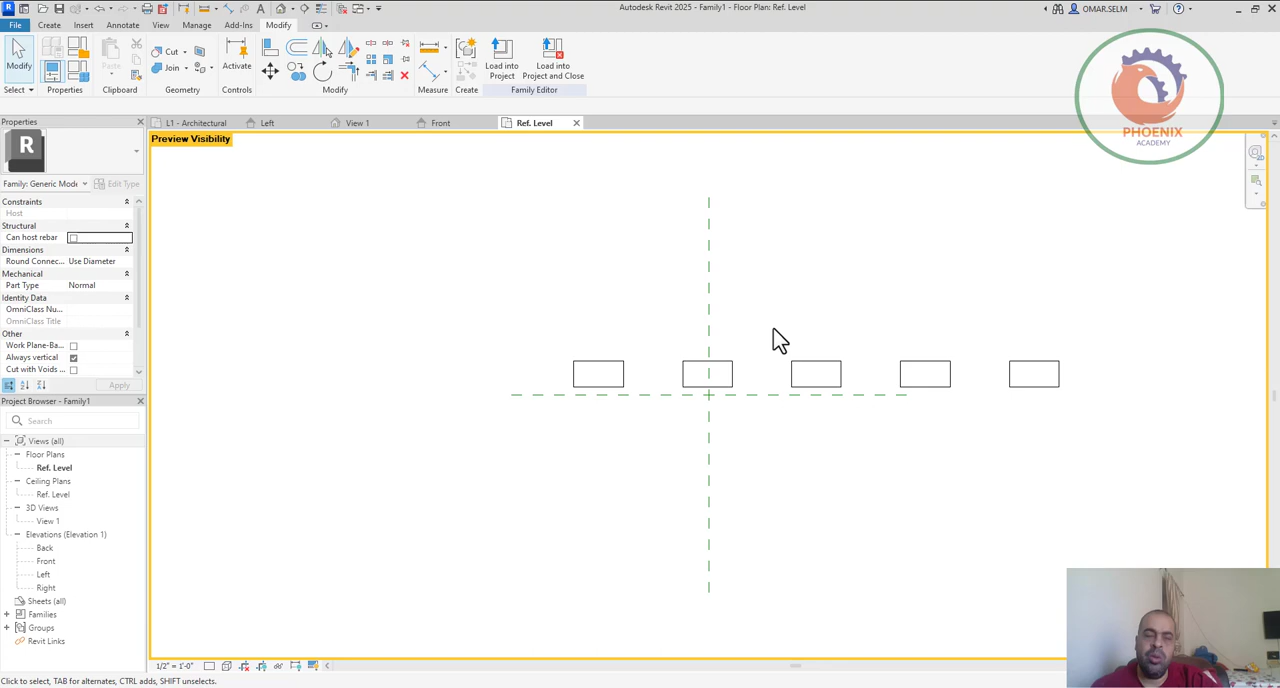 Autodesk Revit 2025 - Family1 - Floor Plan: Ref. Level
OMAR.SELM
File Create Insert Annotate View Manage Add-Ins Modify
Modify
Paste
Cut
Join
Activate
Load into
Project
Load into
Project and Close
Select Properties Clipboard Geometry Controls Modify Measure Create Family Editor
PHOENIX
ACADEMY
Properties
L1 - Architectural Left View 1 Front Ref. Level
R
Preview Visibility
Family: Generic Mode Edit Type
Constraints
Host
Structural
Can host rebar
Dimensions
Round Connec... Use Diameter
Mechanical
Part Type Normal
Identity Data
OmniClass Nu...
OmniClass Title
Other
Work Plane-Ba...
Always vertical
Cut with Voids
Apply
Project Browser - Family1
Search
Views (all)
Floor Plans
Ref. Level
Ceiling Plans
Ref. Level
3D Views
View 1
Elevations (Elevation 1)
Back
Front
Left
Right
Sheets (all)
Families
Groups
Revit Links
1/2" = 1'-0"
Click to select, TAB for alternates, CTRL adds, SHIFT unselects.